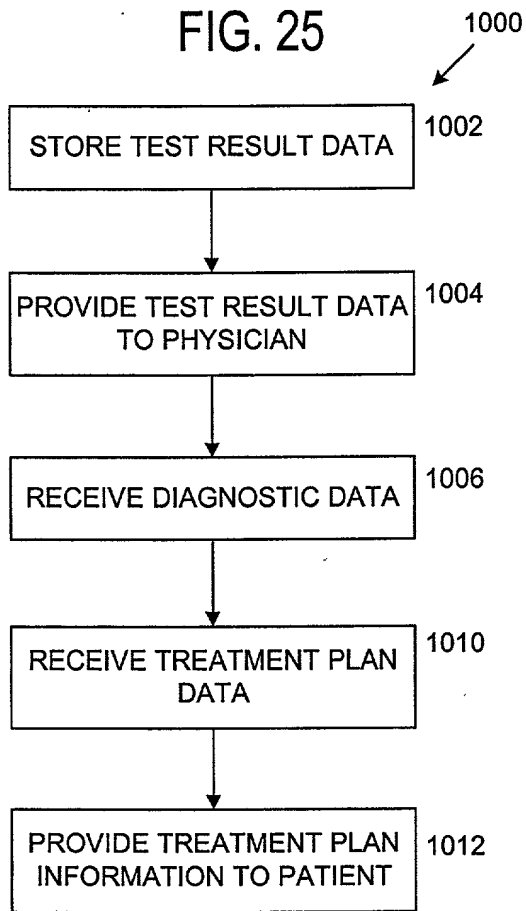 FIG. 25
1000
STORE TEST RESULT DATA
1002
PROVIDE TEST RESULT DATA
TO PHYSICIAN
1004
RECEIVE DIAGNOSTIC DATA
1006
RECEIVE TREATMENT PLAN
DATA
1010
PROVIDE TREATMENT PLAN
INFORMATION TO PATIENT
1012